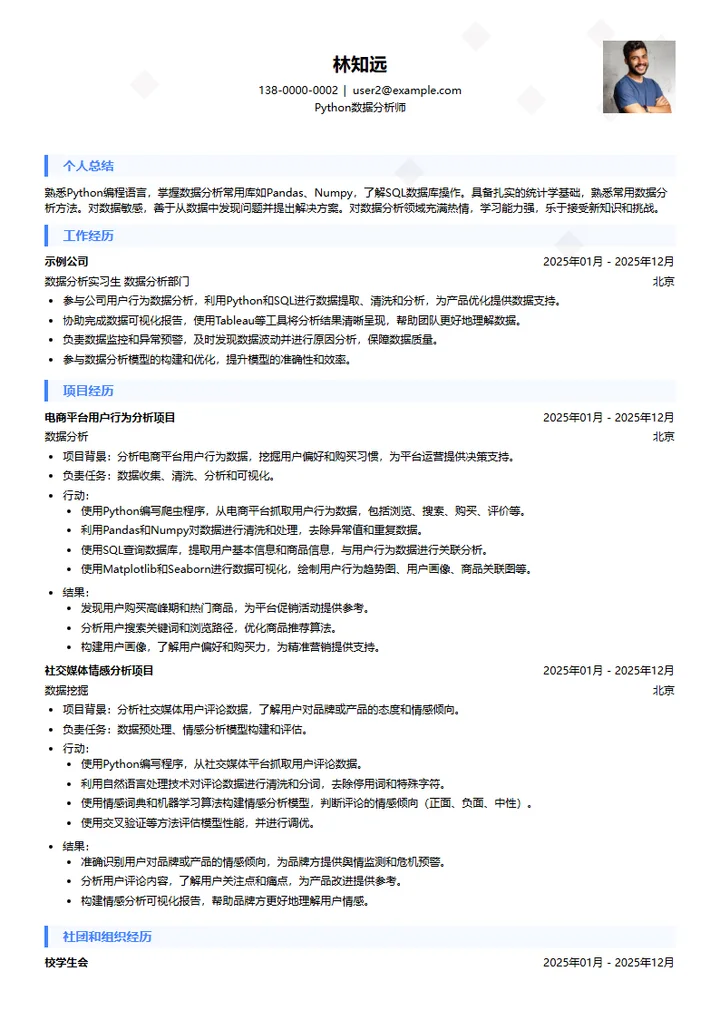 林知远
138-0000-0002 | user2@example.com
Python数据分析师
个人总结
熟悉Python编程语言，掌握数据分析常用库如Pandas、Numpy，了解SQL数据库操作。具备扎实的统计学基础，熟悉常用数据分
析方法。对数据敏感，善于从数据中发现问题并提出解决方案。对数据分析领域充满热情，学习能力强，乐于接受新知识和挑战。
工作经历
示例公司 2025年01月 - 2025年12月
数据分析实习生 数据分析部门 北京
• 参与公司用户行为数据分析，利用Python和SQL进行数据提取、清洗和分析，为产品优化提供数据支持。
• 协助完成数据可视化报告，使用Tableau等工具将分析结果清晰呈现，帮助团队更好地理解数据。
• 负责数据监控和异常预警，及时发现数据波动并进行原因分析，保障数据质量。
• 参与数据分析模型的构建和优化，提升模型的准确性和效率。
项目经历
电商平台用户行为分析项目 2025年01月 - 2025年12月
数据分析 北京
• 项目背景：分析电商平台用户行为数据，挖掘用户偏好和购买习惯，为平台运营提供决策支持。
• 负责任务：数据收集、清洗、分析和可视化。
• 行动：
• 使用Python编写爬虫程序，从电商平台抓取用户行为数据，包括浏览、搜索、购买、评价等。
• 利用Pandas和Numpy对数据进行清洗和处理，去除异常值和重复数据。
• 使用SQL查询数据库，提取用户基本信息和商品信息，与用户行为数据进行关联分析。
• 使用Matplotlib和Seaborn进行数据可视化，绘制用户行为趋势图、用户画像、商品关联图等。
• 结果：
• 发现用户购买高峰期和热门商品，为平台促销活动提供参考。
• 分析用户搜索关键词和浏览路径，优化商品推荐算法。
• 构建用户画像，了解用户偏好和购买力，为精准营销提供支持。
社交媒体情感分析项目 2025年01月 - 2025年12月
数据挖掘 北京
• 项目背景：分析社交媒体用户评论数据，了解用户对品牌或产品的态度和情感倾向。
• 负责任务：数据预处理、情感分析模型构建和评估。
• 行动：
• 使用Python编写程序，从社交媒体平台抓取用户评论数据。
• 利用自然语言处理技术对评论数据进行清洗和分词，去除停用词和特殊字符。
• 使用情感词典和机器学习算法构建情感分析模型，判断评论的情感倾向（正面、负面、中性）。
• 使用交叉验证等方法评估模型性能，并进行调优。
• 结果：
• 准确识别用户对品牌或产品的情感倾向，为品牌方提供舆情监测和危机预警。
• 分析用户评论内容，了解用户关注点和痛点，为产品改进提供参考。
• 构建情感分析可视化报告，帮助品牌方更好地理解用户情感。
社团和组织经历
校学生会 2025年01月 - 2025年12月